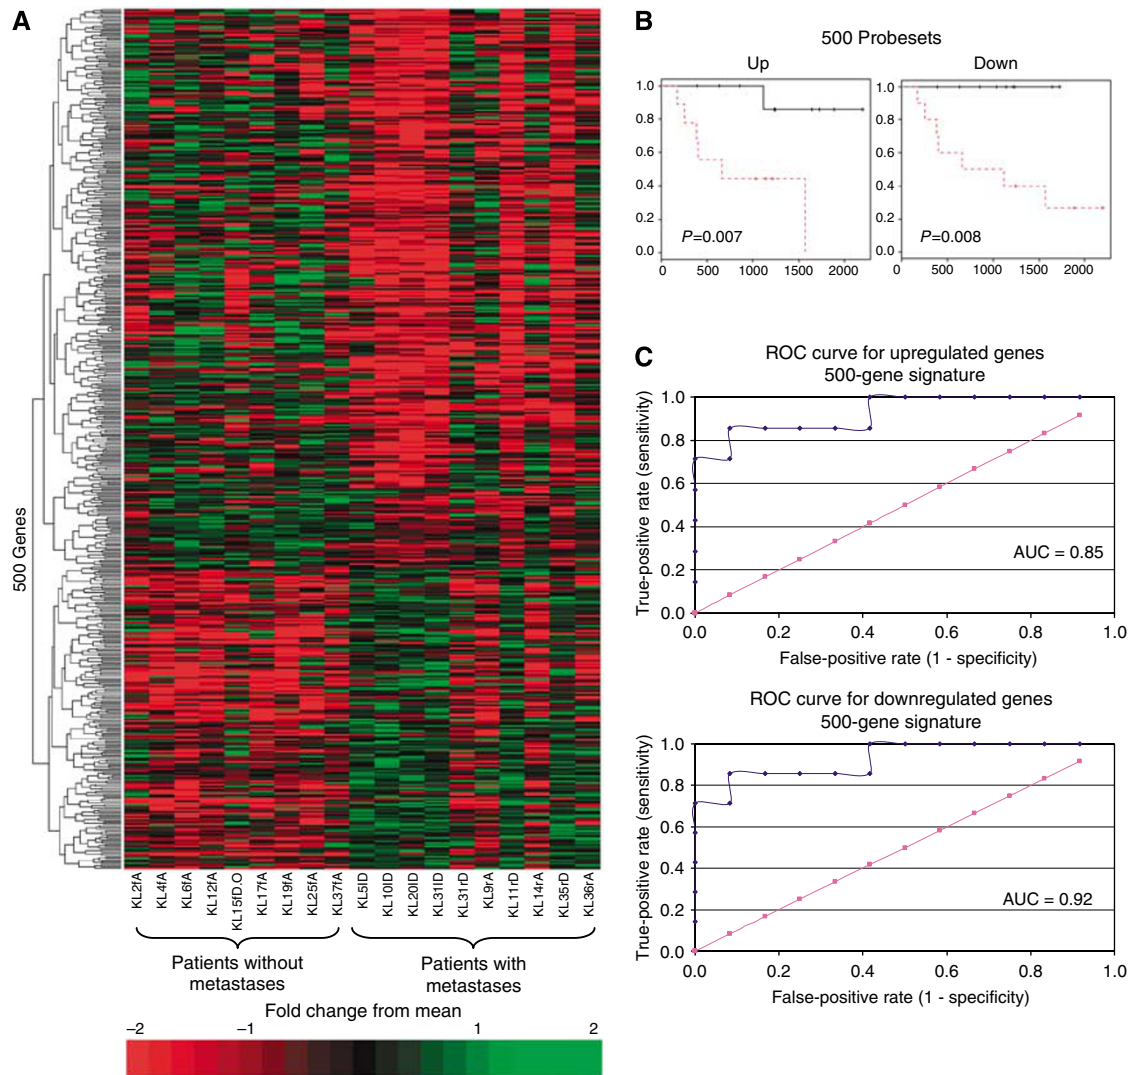 A
500 Genes
KL2fA
KL4fA
KL6fA
KL12fA
KL15fD.O
KL17fA
KL19fA
KL25fA
KL37fA
KL5lD
KL10lD
KL20lD
KL31lD
KL31rD
KL9rA
KL11rD
KL14rA
KL35rD
KL36rA
Patients without
metastases
Patients with
metastases
Fold change from mean
–2 –1 1 2
B
500 Probesets
Up
1.0
0.8
0.6
0.4
0.2
0.0
P=0.007
0 500 1000 1500 2000
Down
1.0
0.8
0.6
0.4
0.2
0.0
P=0.008
0 500 1000 1500 2000
C
ROC curve for upregulated genes
500-gene signature
True-positive rate (sensitivity)
1.0
0.8
0.6
0.4
0.2
0.0
AUC = 0.85
0.0 0.2 0.4 0.6 0.8 1.0
False-positive rate (1 - specificity)
ROC curve for downregulated genes
500-gene signature
True-positive rate (sensitivity)
1.0
0.8
0.6
0.4
0.2
0.0
AUC = 0.92
0.0 0.2 0.4 0.6 0.8 1.0
False-positive rate (1 - specificity)